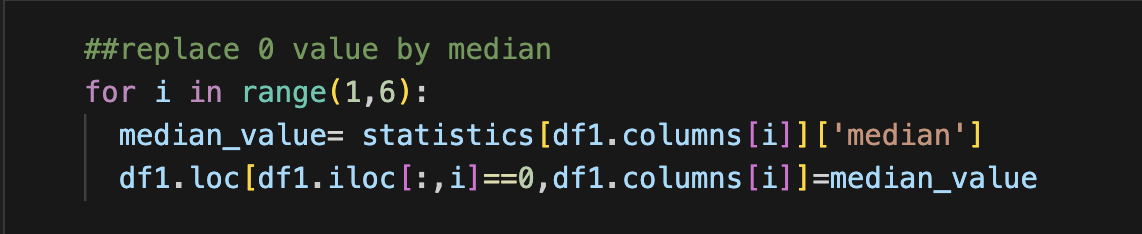 ##replace 0 value by median
for i in range(1,6):
  median_value= statistics[df1.columns[i]]['median']
  df1.loc[df1.iloc[:,i]==0,df1.columns[i]]=median_value